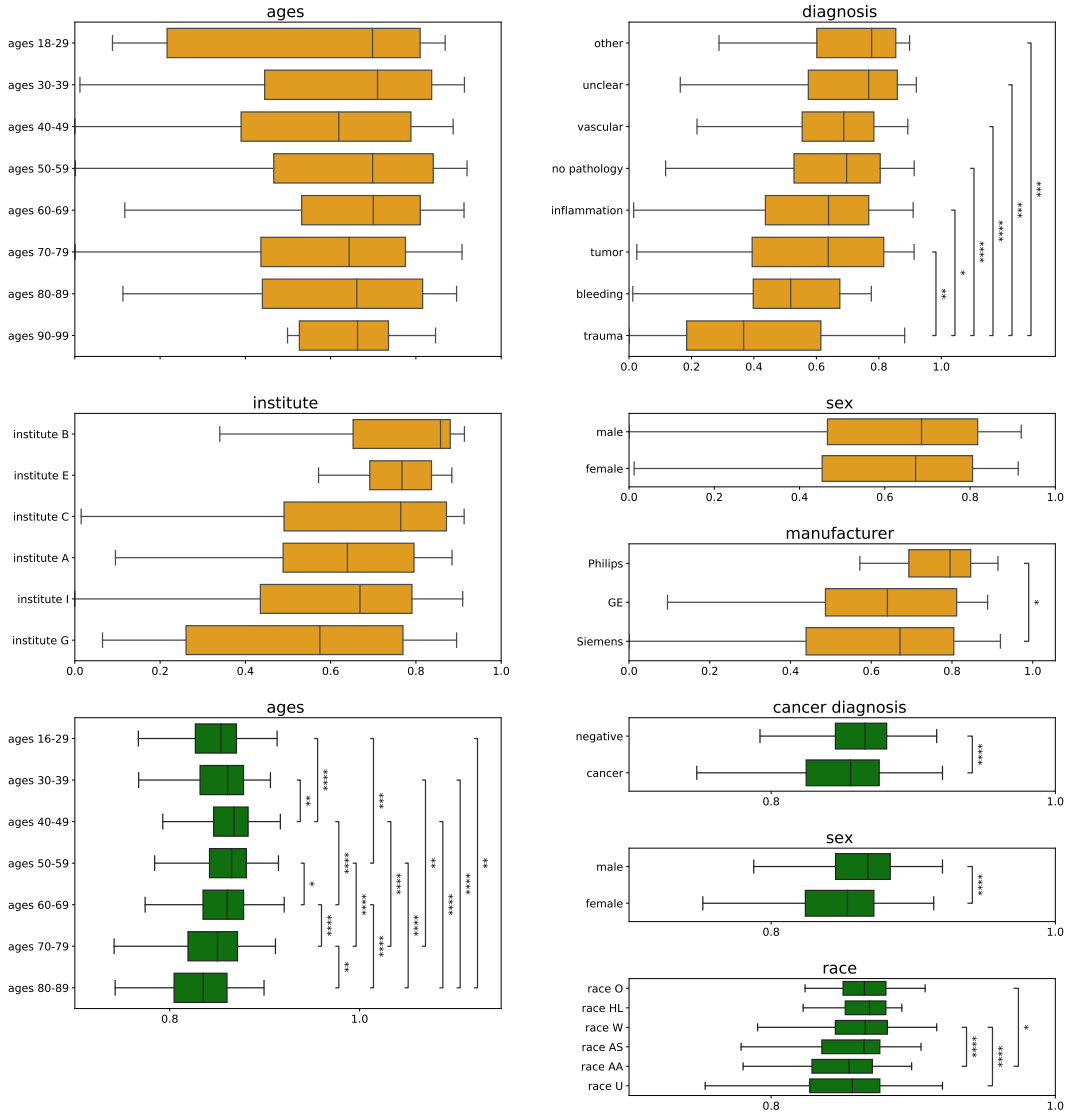 ages
ages 18-29
ages 30-39
ages 40-49
ages 50-59
ages 60-69
ages 70-79
ages 80-89
ages 90-99
diagnosis
other
unclear
vascular
no pathology
inflammation
tumor
bleeding
trauma
**
*
****
****
***
***
0.0 0.2 0.4 0.6 0.8 1.0
institute
institute B
institute E
institute C
institute A
institute I
institute G
0.0 0.2 0.4 0.6 0.8 1.0
sex
male
female
0.0 0.2 0.4 0.6 0.8 1.0
manufacturer
Philips
GE
Siemens
*
0.0 0.2 0.4 0.6 0.8 1.0
ages
ages 16-29
ages 30-39
ages 40-49
ages 50-59
ages 60-69
ages 70-79
ages 80-89
**
*
****
****
**
****
****
***
****
****
****
**
****
****
**
0.8 1.0
cancer diagnosis
negative
cancer
****
0.8 1.0
sex
male
female
****
0.8 1.0
race
race O
race HL
race W
race AS
race AA
race U
****
****
*
0.8 1.0